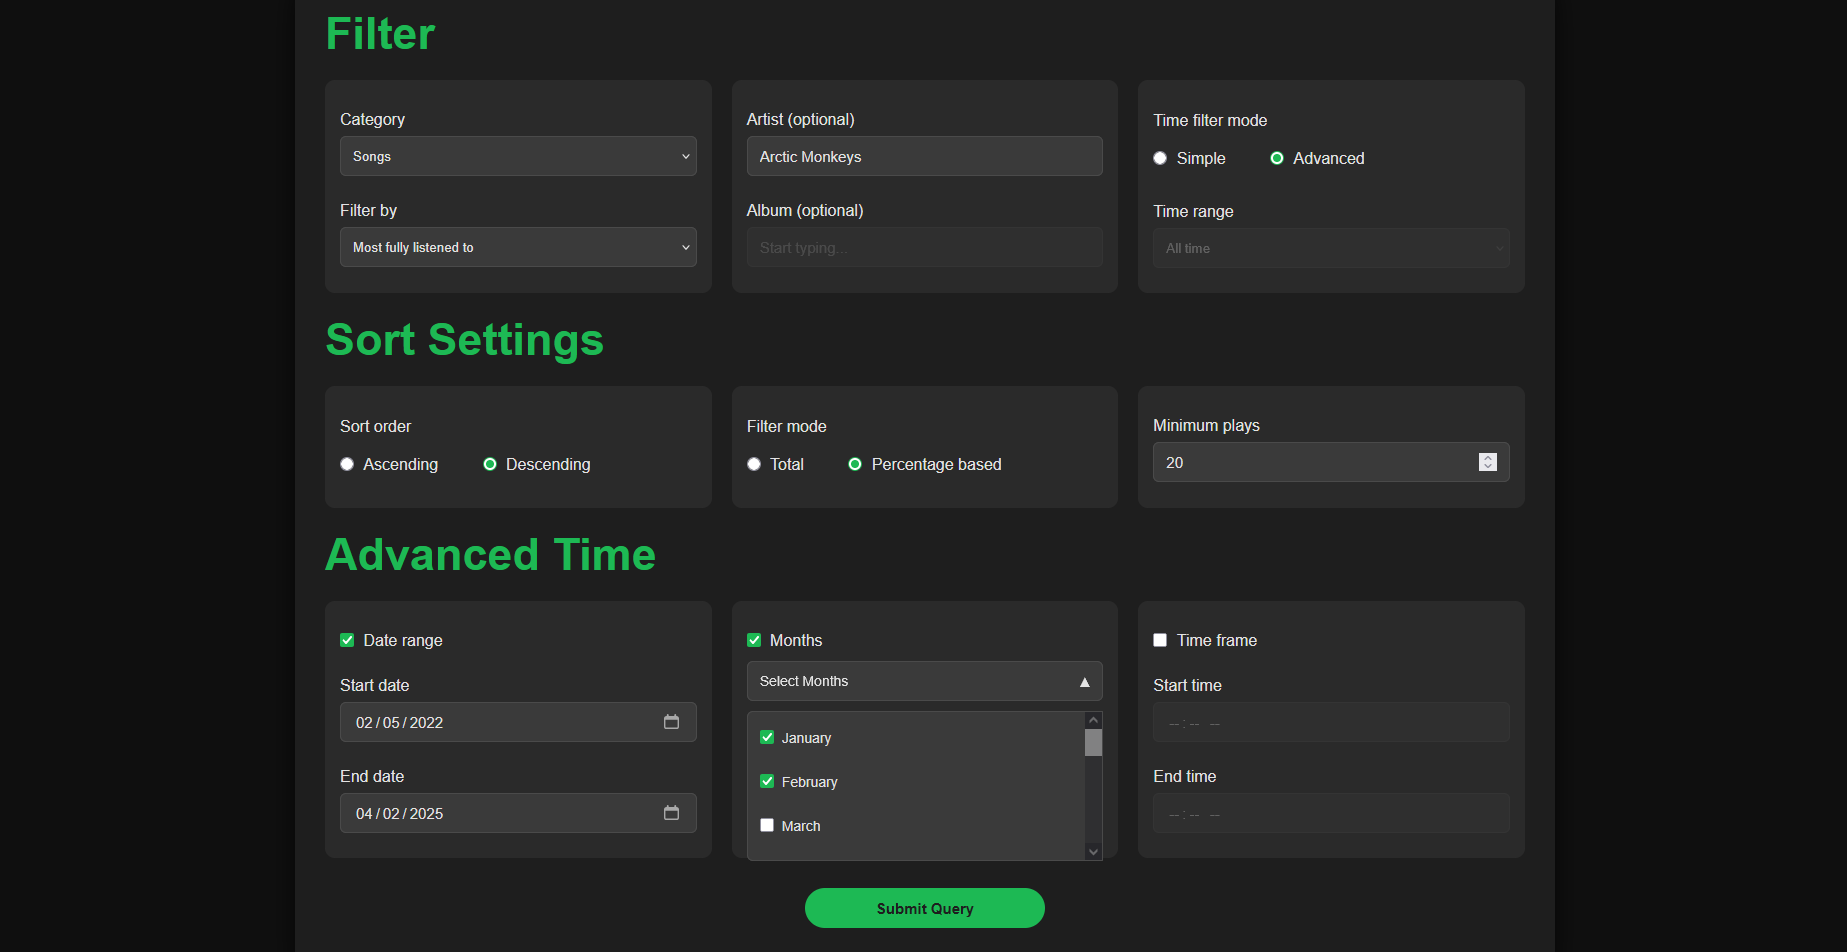 Filter
Category
Songs
Filter by
Most fully listened to
Artist (optional)
Arctic Monkeys
Album (optional)
Start typing...
Time filter mode
Simple Advanced
Time range
All time
Sort Settings
Sort order
Ascending Descending
Filter mode
Total Percentage based
Minimum plays
20
Advanced Time
Date range
Start date
02/05/2022
End date
04/02/2025
Months
Select Months ▲
January
February
March
Time frame
Start time
--:-- --
End time
--:-- --
Submit Query